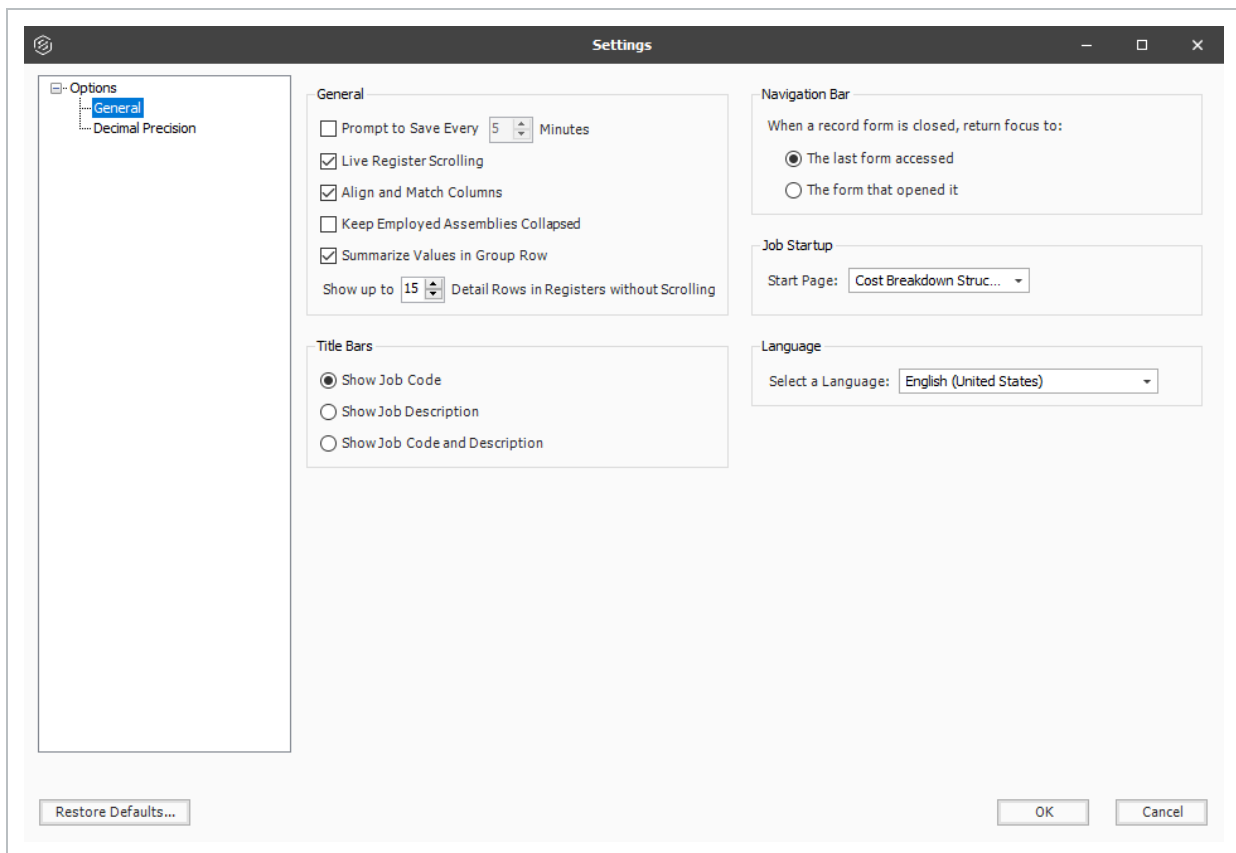 Settings
Options
General
Decimal Precision
General
Prompt to Save Every 5 Minutes
Live Register Scrolling
Align and Match Columns
Keep Employed Assemblies Collapsed
Summarize Values in Group Row
Show up to 15 Detail Rows in Registers without Scrolling
Title Bars
Show Job Code
Show Job Description
Show Job Code and Description
Navigation Bar
When a record form is closed, return focus to:
The last form accessed
The form that opened it
Job Startup
Start Page: Cost Breakdown Struc...
Language
Select a Language: English (United States)
Restore Defaults...
OK
Cancel